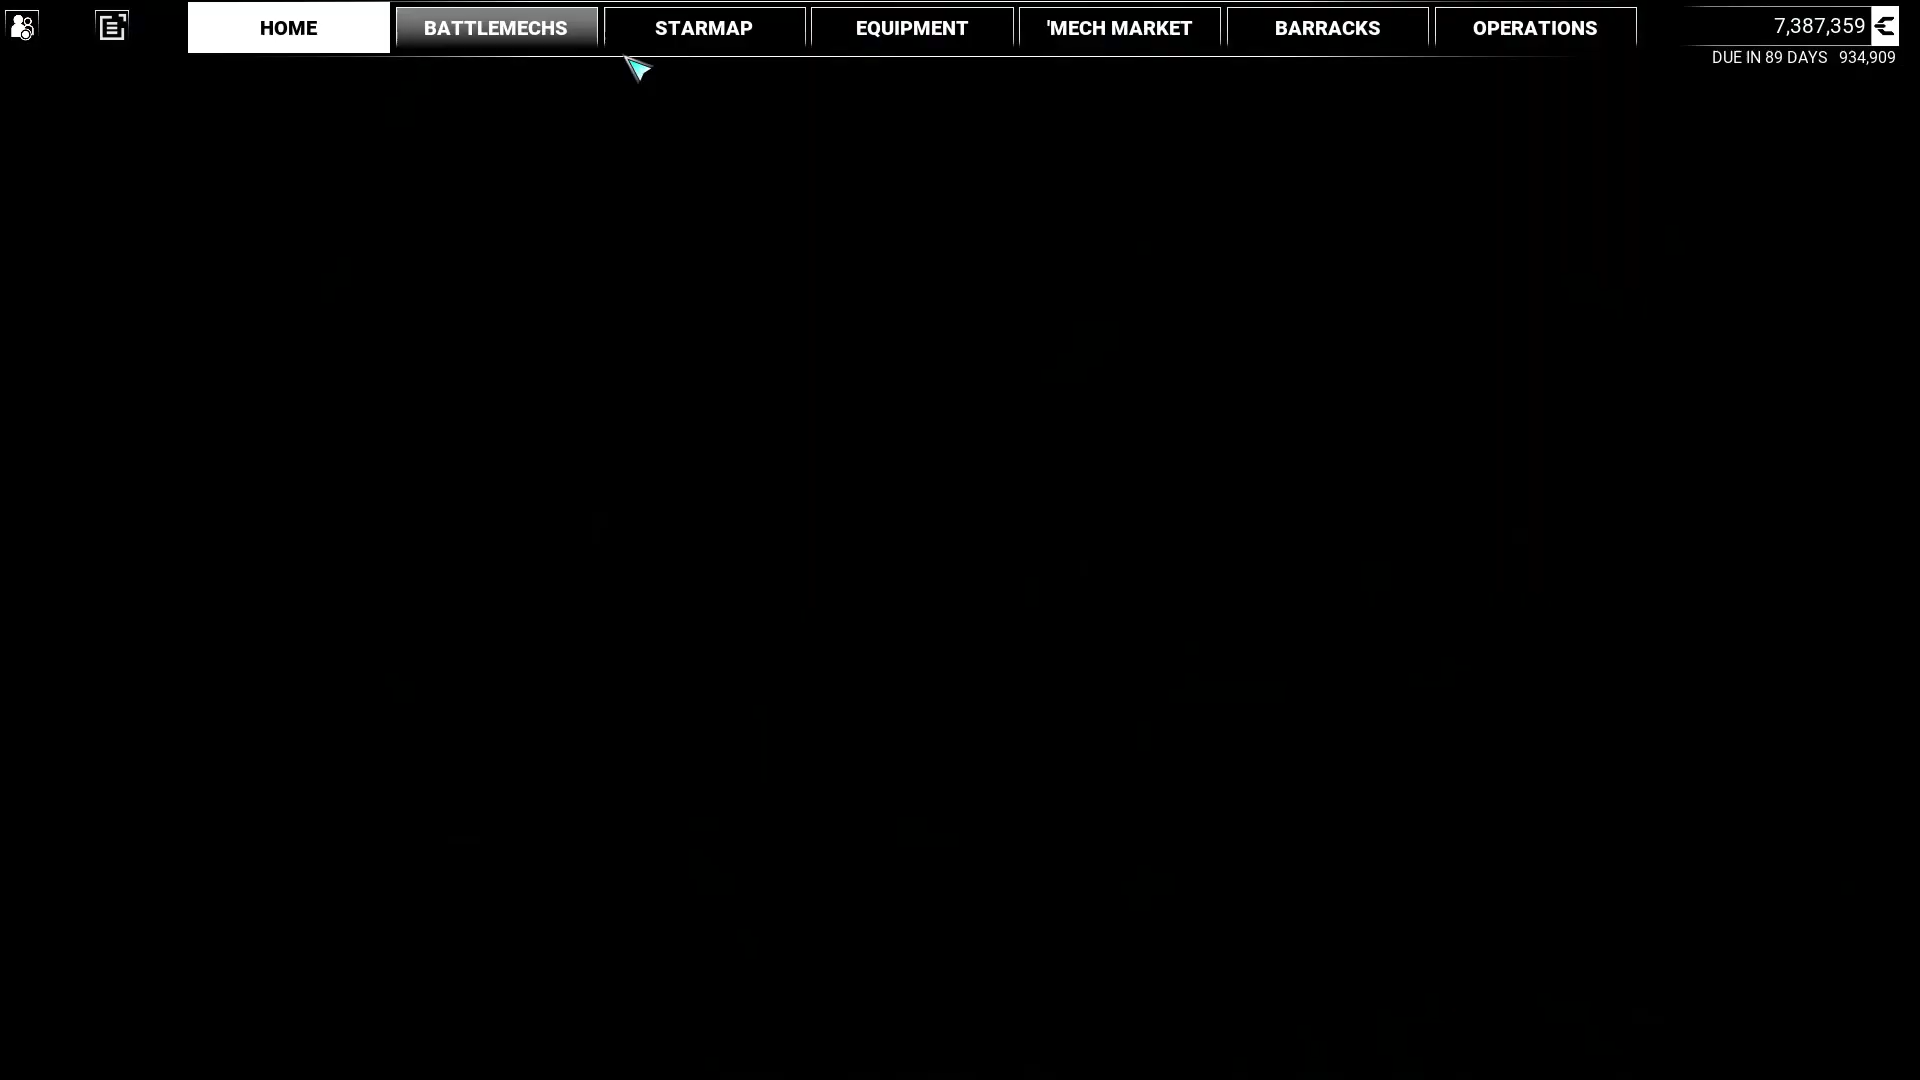 HOME
BATTLEMECHS
STARMAP
EQUIPMENT
'MECH MARKET
BARRACKS
OPERATIONS
7,387,359
DUE IN 89 DAYS 934,909